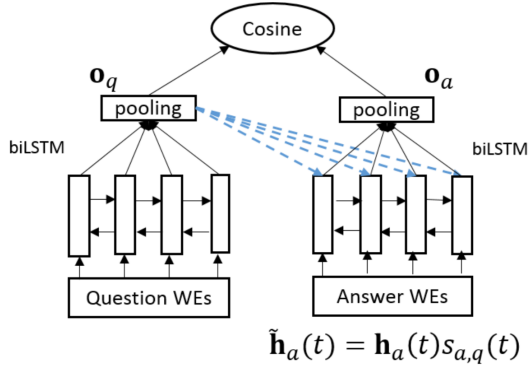 Cosine
𝐨_q 𝐨_a
pooling pooling
biLSTM biLSTM
Question WEs Answer WEs
𝐡̃_a(t) = 𝐡_a(t)s_{a,q}(t)